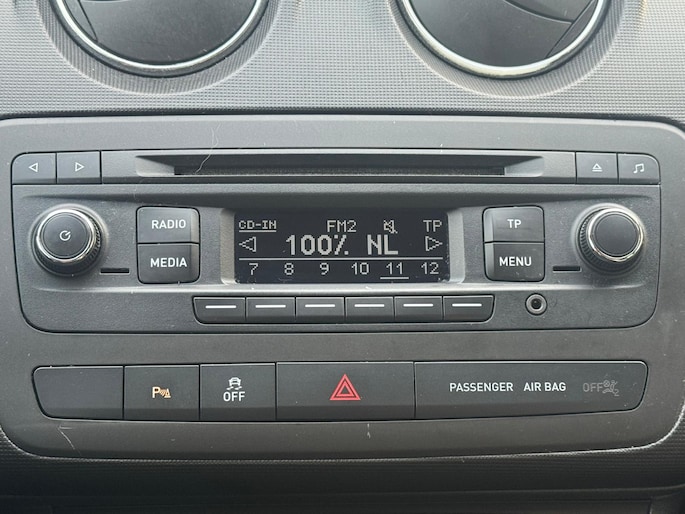 CD-IN FM2 TP
RADIO 100% NL TP
MEDIA 7 8 9 10 11 12 MENU
P OFF PASSENGER AIR BAG OFF